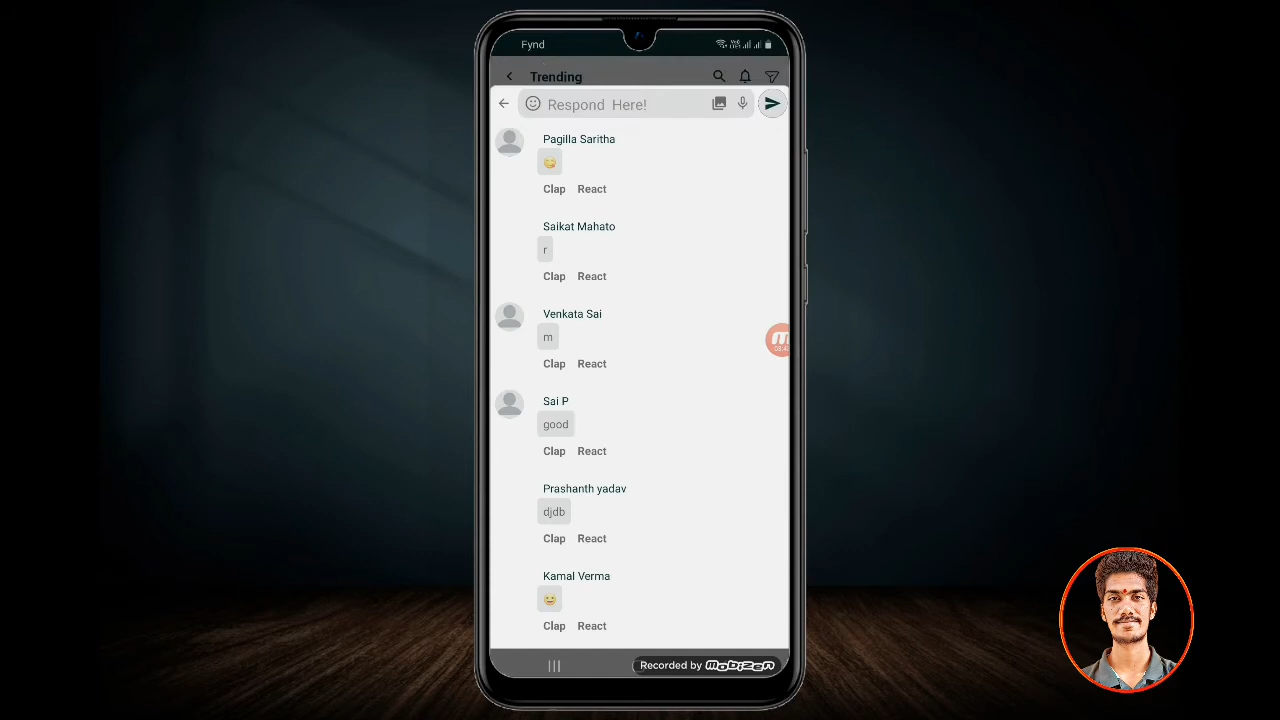 Fynd
Trending
Respond Here!
Pagilla Saritha
Clap React
Saikat Mahato
r
Clap React
Venkata Sai
m
Clap React
Sai P
good
Clap React
Prashanth yadav
djdb
Clap React
Kamal Verma
Clap React
Recorded by mobizen